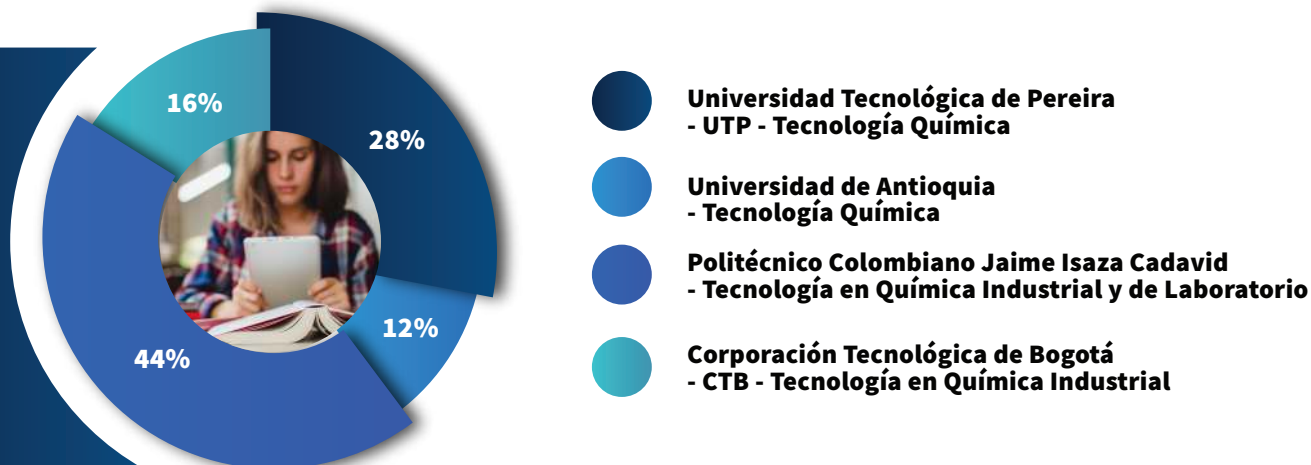 16%
28%
12%
44%
Universidad Tecnológica de Pereira
- UTP - Tecnología Química
Universidad de Antioquia
- Tecnología Química
Politécnico Colombiano Jaime Isaza Cadavid
- Tecnología en Química Industrial y de Laboratorio
Corporación Tecnológica de Bogotá
- CTB - Tecnología en Química Industrial